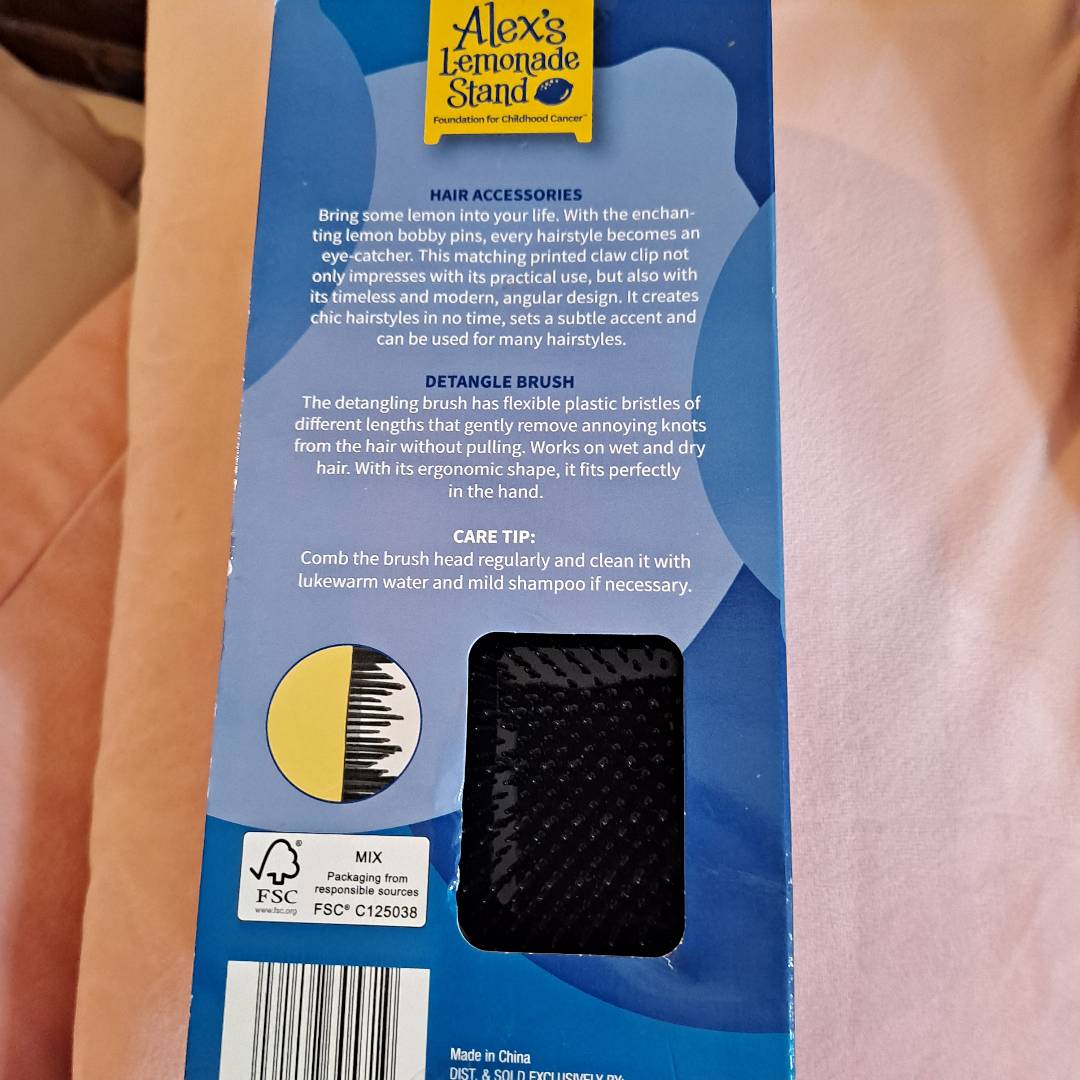 Alex's
Lemonade
Stand
Foundation for Childhood Cancer™
HAIR ACCESSORIES
Bring some lemon into your life. With the enchan-
ting lemon bobby pins, every hairstyle becomes an
eye-catcher. This matching printed claw clip not
only impresses with its practical use, but also with
its timeless and modern, angular design. It creates
chic hairstyles in no time, sets a subtle accent and
can be used for many hairstyles.
DETANGLE BRUSH
The detangling brush has flexible plastic bristles of
different lengths that gently remove annoying knots
from the hair without pulling. Works on wet and dry
hair. With its ergonomic shape, it fits perfectly
in the hand.
CARE TIP:
Comb the brush head regularly and clean it with
lukewarm water and mild shampoo if necessary.
®
FSC
www.fsc.org
MIX
Packaging from
responsible sources
FSC® C125038
Made in China
DIST. & SOLD EXCLUSIVELY BY: